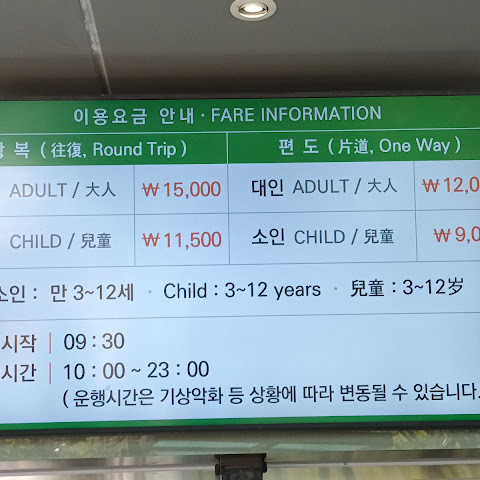 이용요금 안내 · FARE INFORMATION
복 ( 往復, Round Trip ) 편 도 ( 片道, One Way )
ADULT / 大人 ₩15,000 대인 ADULT / 大人 ₩12,0
CHILD / 兒童 ₩11,500 소인 CHILD / 兒童 ₩9,0
소인 : 만 3~12세 · Child : 3~12 years · 兒童 : 3~12岁
시작 | 09 : 30
시간 | 10 : 00 ~ 23 : 00
( 운행시간은 기상악화 등 상황에 따라 변동될 수 있습니다.